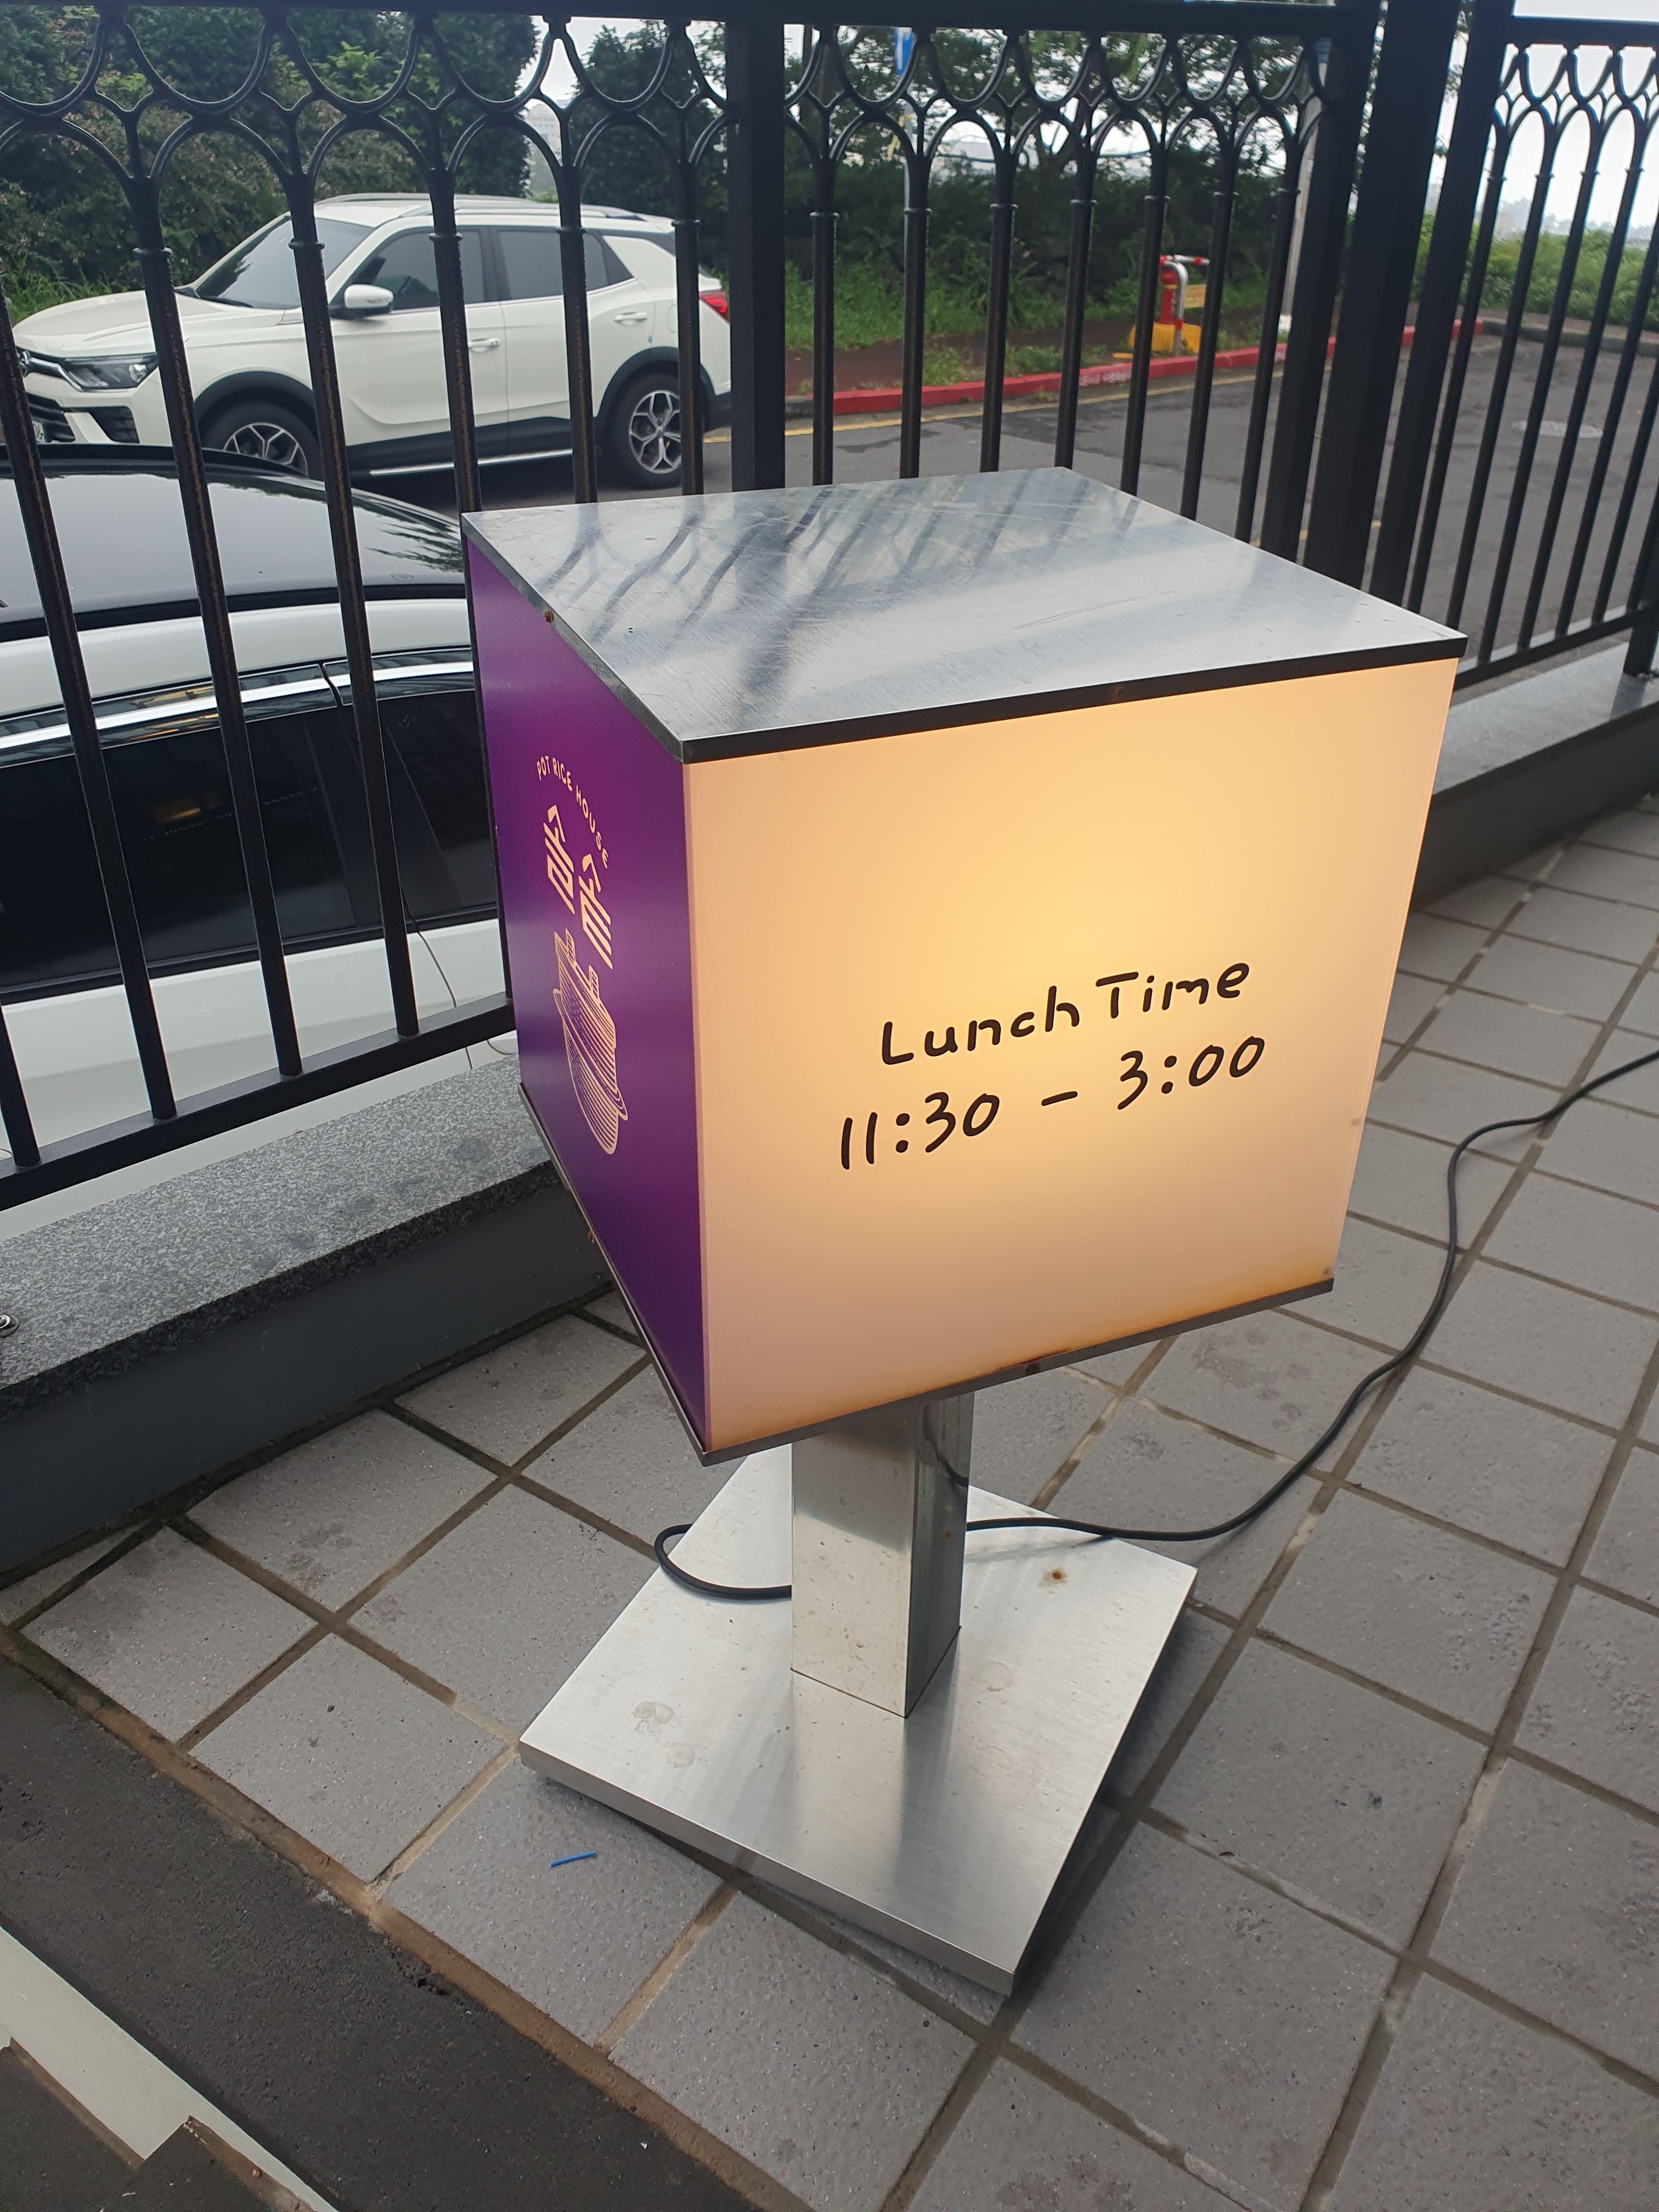 POT RICE HOUSE
Lunch Time
11:30 - 3:00